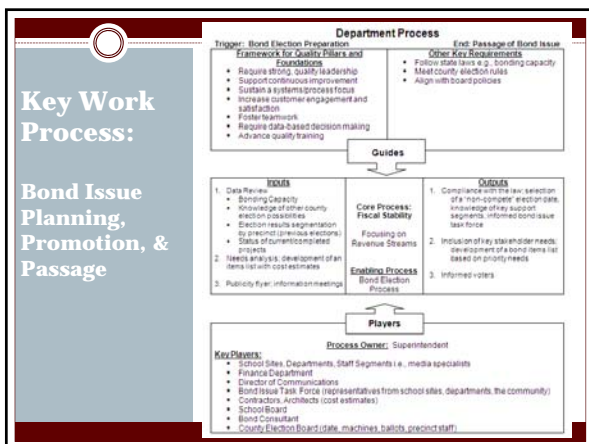 Key Work
Process:
Bond Issue
Planning,
Promotion, &
Passage
Department Process
Trigger: Bond Election Preparation
End: Passage of Bond Issue
Framework for Quality Pillars and
Foundations
• Require strong, quality leadership
• Support continuous improvement
• Sustain a systems/process focus
• Increase customer engagement and
satisfaction
• Foster teamwork
• Require data-based decision making
• Advance quality training
Other Key Requirements
• Follow state laws e.g., bonding capacity
• Meet county election rules
• Align with board policies
Guides
Inputs
1. Data Review
• Bonding Capacity
• Knowledge of other county
election possibilities
• Election results segmentation
by precinct (previous elections)
• Status of current/completed
projects
2. Needs analysis; development of an
items list with cost estimates
3. Publicity flyer; information meetings
Core Process:
Fiscal Stability
Focusing on
Revenue Streams
Enabling Process
Bond Election
Process
Outputs
1. Compliance with the law; selection
of a "non-compete" election date,
knowledge of key support
segments, informed bond issue
task force
2. Inclusion of key stakeholder needs;
development of a bond items list
based on priority needs
3. Informed voters
Players
Process Owner: Superintendent
Key Players:
• School Sites, Departments, Staff Segments i.e., media specialists
• Finance Department
• Director of Communications
• Bond Issue Task Force (representatives from school sites, departments, the community)
• Contractors, Architects (cost estimates)
• School Board
• Bond Consultant
• County Election Board (date, machines, ballots, precinct staff)